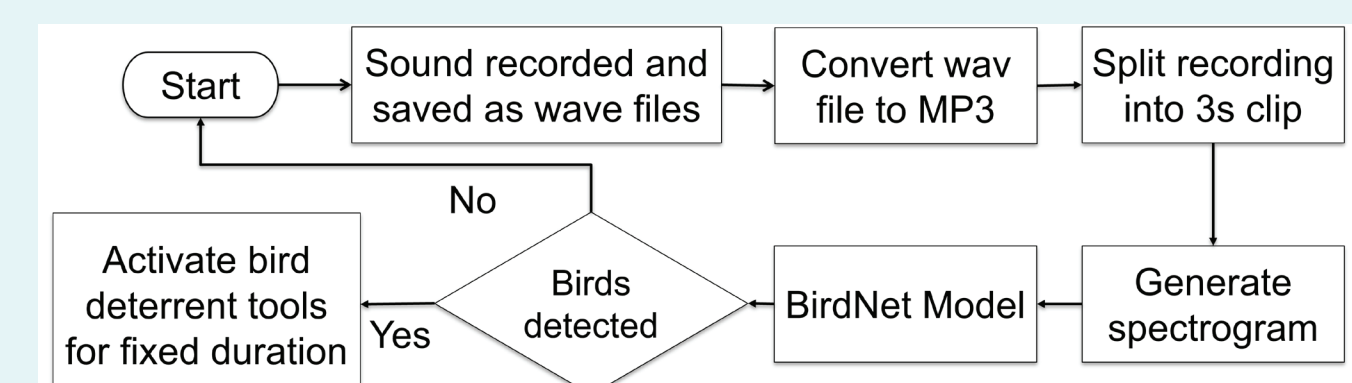 Start
Sound recorded and
saved as wave files
Convert wav
file to MP3
Split recording
into 3s clip
Generate
spectrogram
BirdNet Model
Birds
detected
No
Yes
Activate bird
deterrent tools
for fixed duration